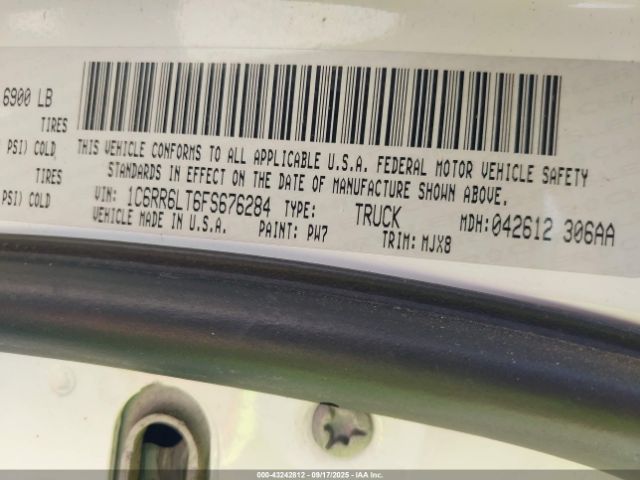 6900 LB
TIRES
PSI) COLD
TIRES
PSI) COLD
THIS VEHICLE CONFORMS TO ALL APPLICABLE U.S.A. FEDERAL MOTOR VEHICLE SAFETY
STANDARDS IN EFFECT ON THE DATE OF MANUFACTURE SHOWN ABOVE.
VIN: 1C6RR6LT6FS676284 TYPE: TRUCK MDH:042612 306AA
VEHICLE MADE IN U.S.A. PAINT: PW7 TRIM: MJX8
000-43242612 - 09/17/2025 - IAA Inc.